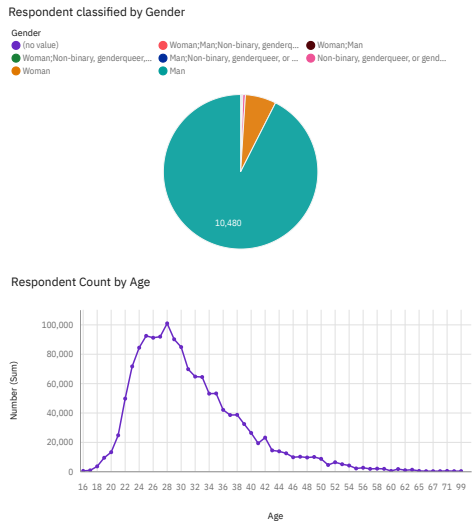 Respondent classified by Gender
Gender
(no value)
Woman;Man;Non-binary, genderq...
Woman;Man
Woman;Non-binary, genderqueer,...
Man;Non-binary, genderqueer, or ...
Non-binary, genderqueer, or gend...
Woman
Man
10,480
Respondent Count by Age
Number (Sum)
100,000
80,000
60,000
40,000
20,000
0
16 18 20 22 24 26 28 30 32 34 36 38 40 42 44 46 48 50 52 54 56 58 60 62 65 67 71 99
Age